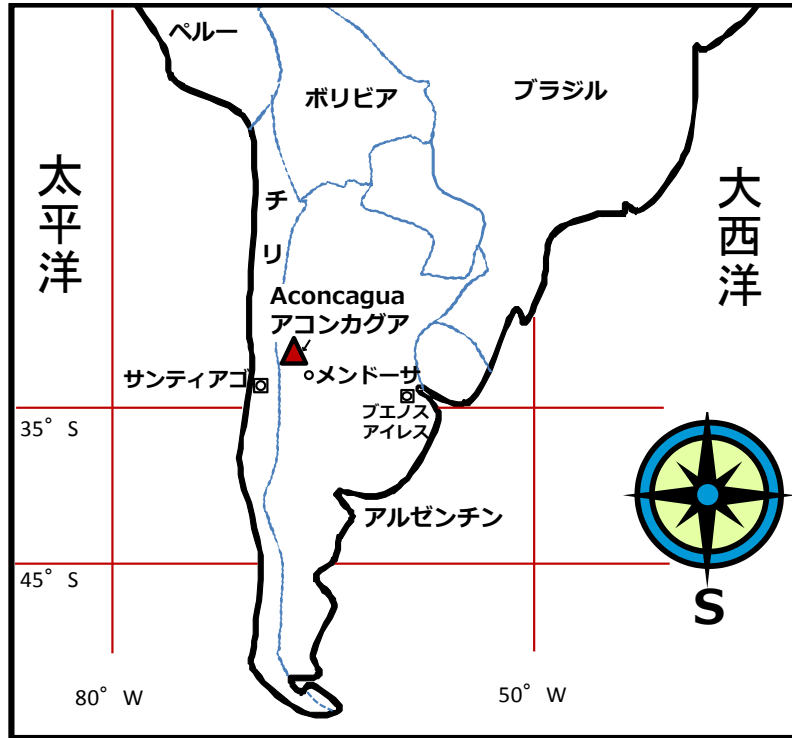 ペルー
ボリビア
ブラジル
太平洋
大西洋
チリ
Aconcagua
アコンカグア
サンティアゴ
メンドーサ
ブエノス
アイレス
35° S
アルゼンチン
45° S
S
80° W
50° W